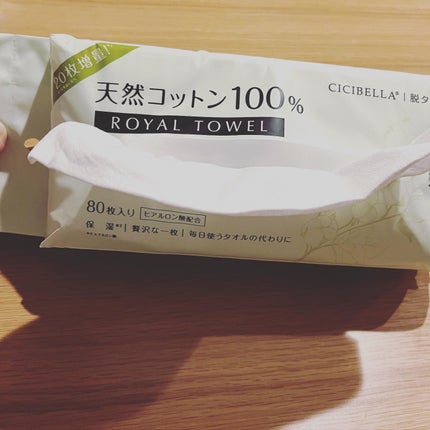 20枚増量!
天然コットン100%
CICIBELLA® | 脱タ
ROYAL TOWEL
80枚入り ヒアルロン酸配合
保湿 | 贅沢な一枚 | 毎日使うタオルの代わりに